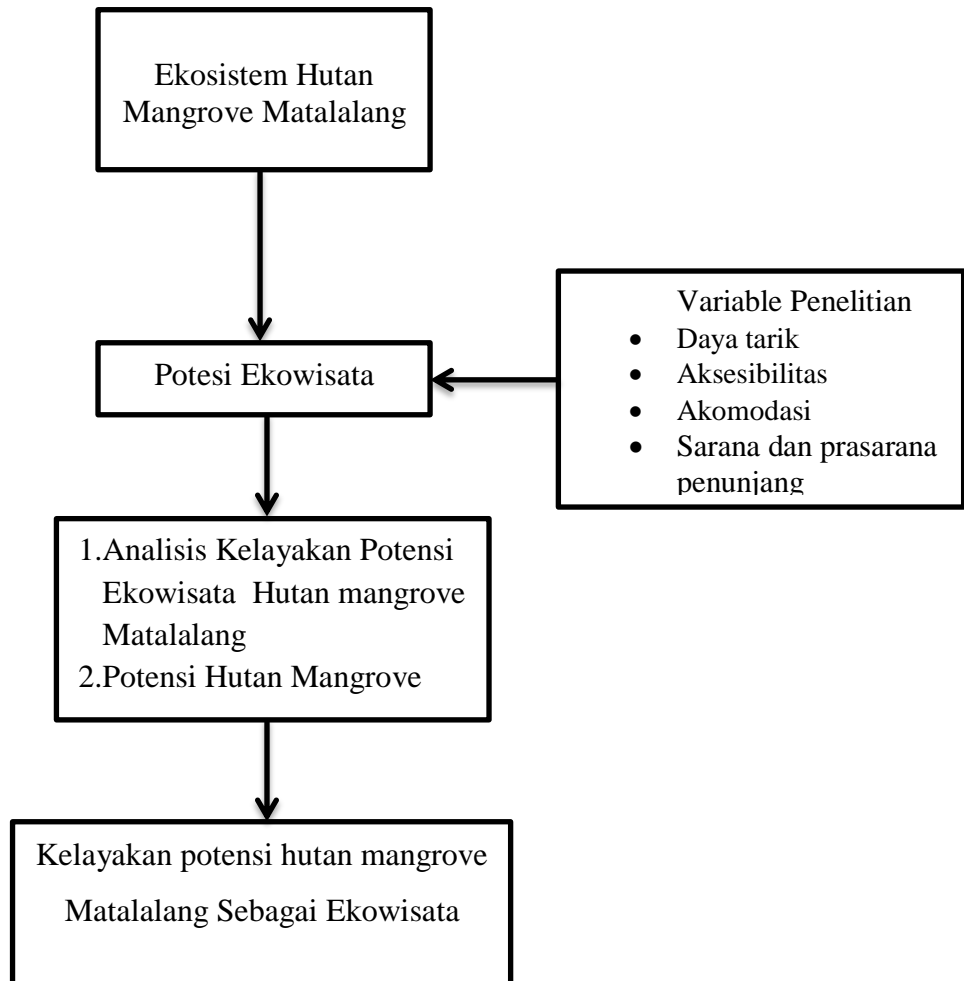 Ekosistem Hutan
Mangrove Matalalang
Potesi Ekowisata
Variable Penelitian
• Daya tarik
• Aksesibilitas
• Akomodasi
• Sarana dan prasarana
penunjang
1.Analisis Kelayakan Potensi
Ekowisata Hutan mangrove
Matalalang
2.Potensi Hutan Mangrove
Kelayakan potensi hutan mangrove
Matalalang Sebagai Ekowisata